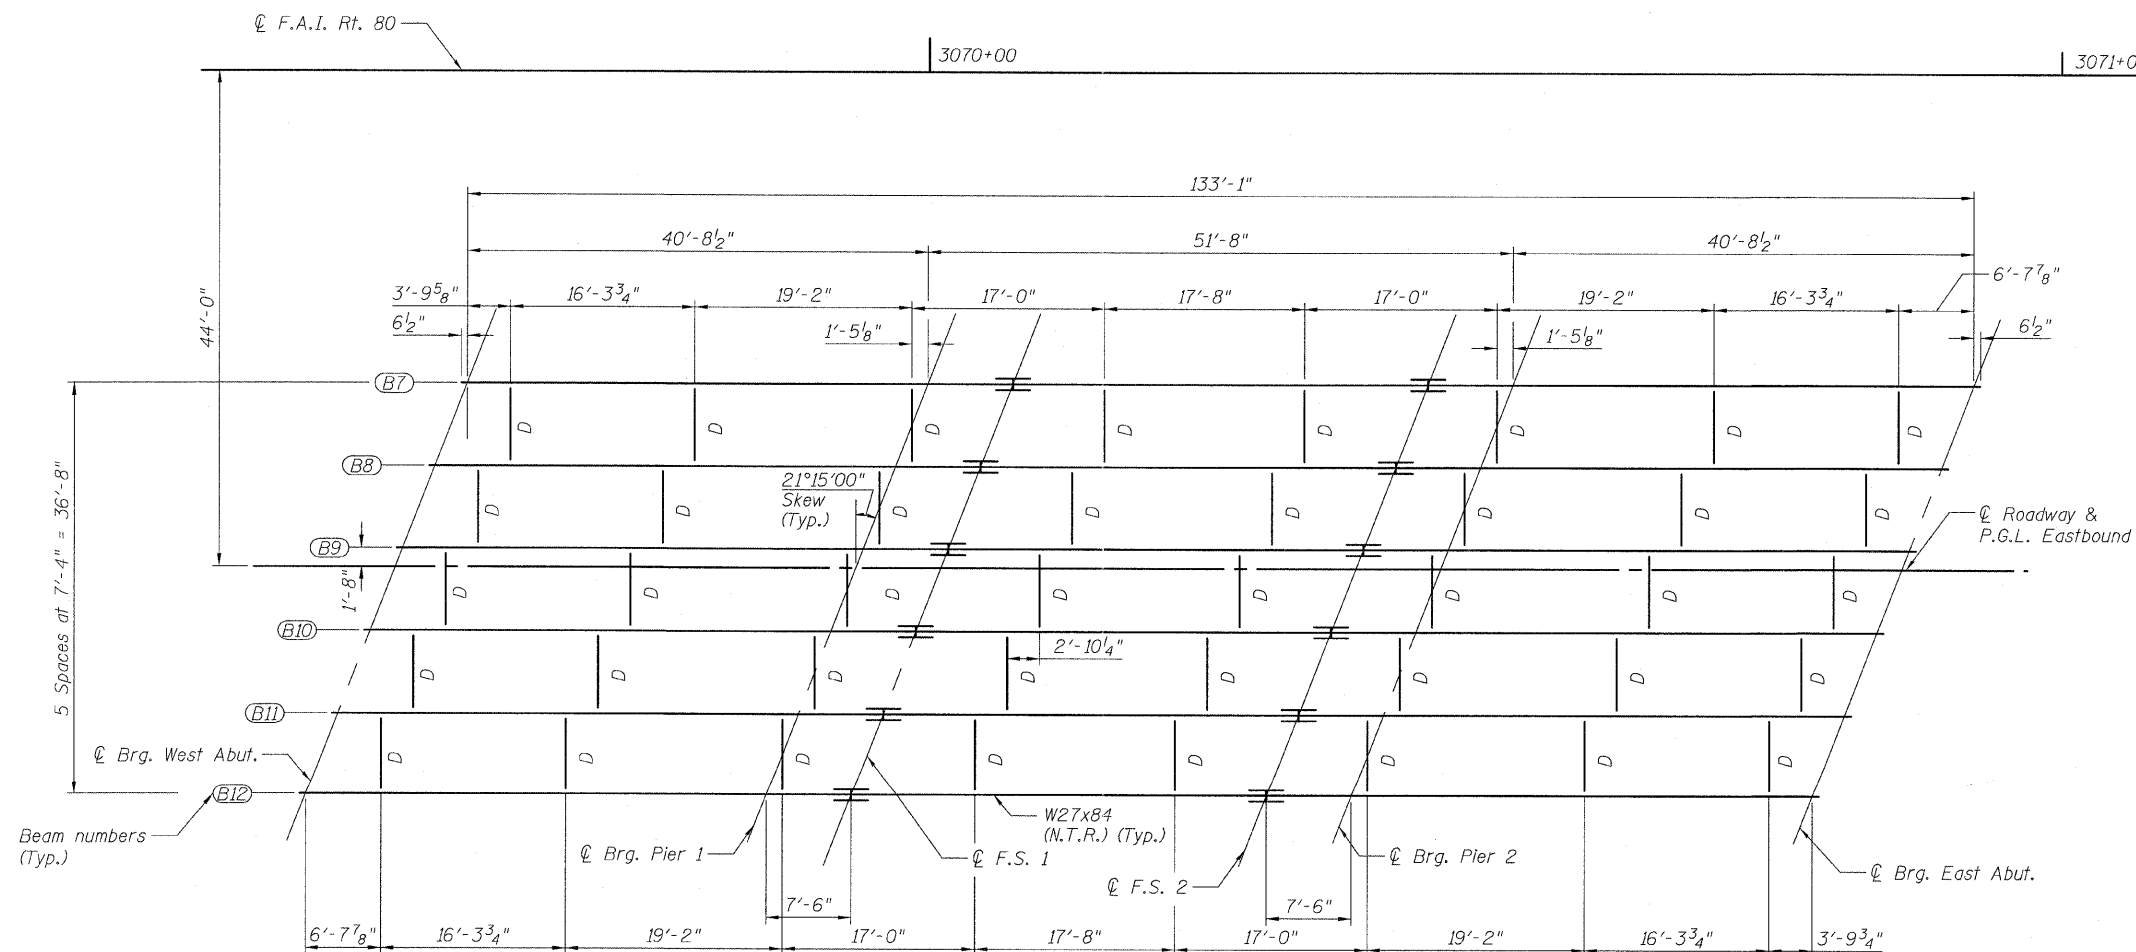 ℄ F.A.I. Rt. 80
3070+00
3071+0
133'-1"
40'-8½"
51'-8"
40'-8½"
6'-7⅞"
3'-9⅝"
16'-3¾"
19'-2"
17'-0"
17'-8"
17'-0"
19'-2"
16'-3¾"
44'-0"
6½"
1'-5⅛"
1'-5⅛"
6½"
B7
D D D D D D D D
B8
21°15'00"
Skew
(Typ.)
D D D D D D D D
℄ Roadway &
P.G.L. Eastbound
B9
1'-8"
D D D D D D D D
5 Spaces at 7'-4" = 36'-8"
B10
2'-10¼"
D D D D D D D D
B11
℄ Brg. West Abut.
D D D D D D D D
B12
Beam numbers
(Typ.)
W27x84
(N.T.R.) (Typ.)
℄ Brg. Pier 1
℄ F.S. 1
℄ F.S. 2
℄ Brg. Pier 2
℄ Brg. East Abut.
7'-6"
7'-6"
6'-7⅞"
16'-3¾"
19'-2"
17'-0"
17'-8"
17'-0"
19'-2"
16'-3¾"
3'-9¾"